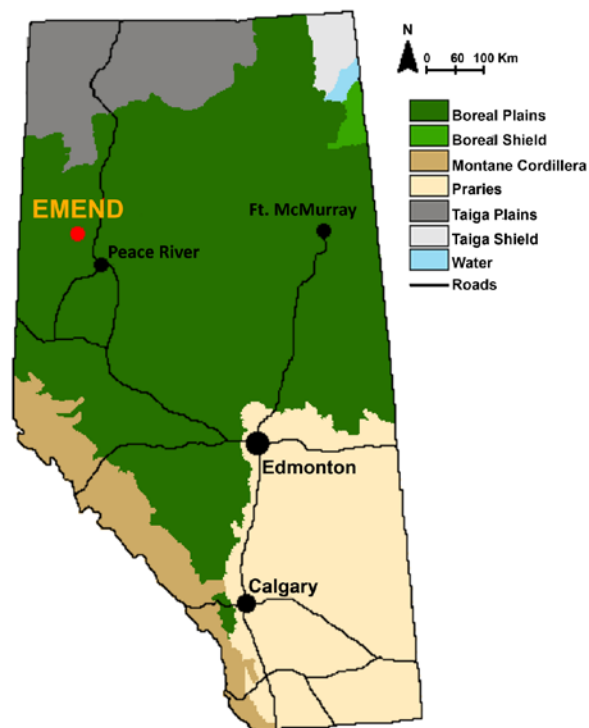 N
0 60 100 Km
Boreal Plains
Boreal Shield
Montane Cordillera
Praries
Taiga Plains
Taiga Shield
Water
Roads
EMEND
Ft. McMurray
Peace River
Edmonton
Calgary